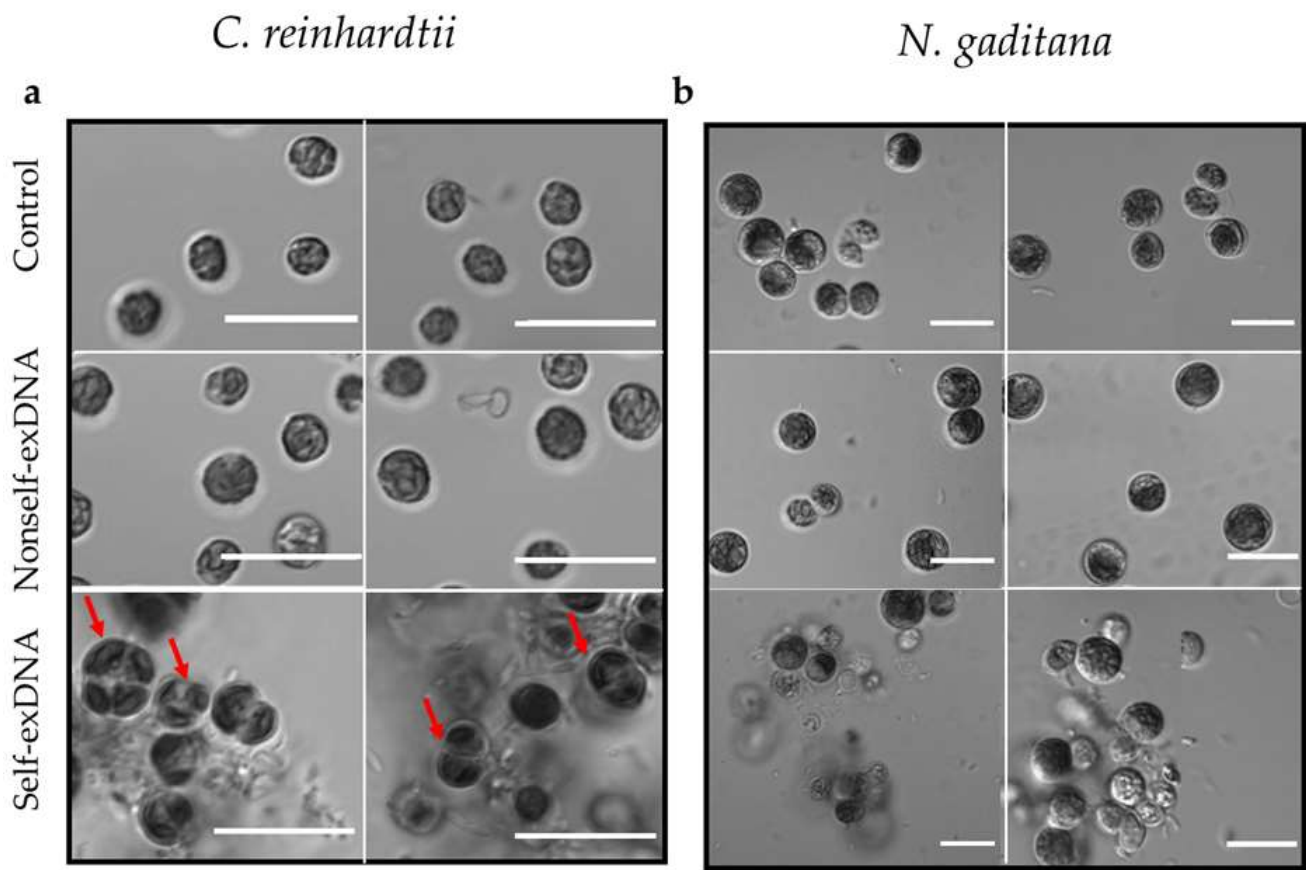 C. reinhardtii
N. gaditana
a
b
Control
Nonself-exDNA
Self-exDNA